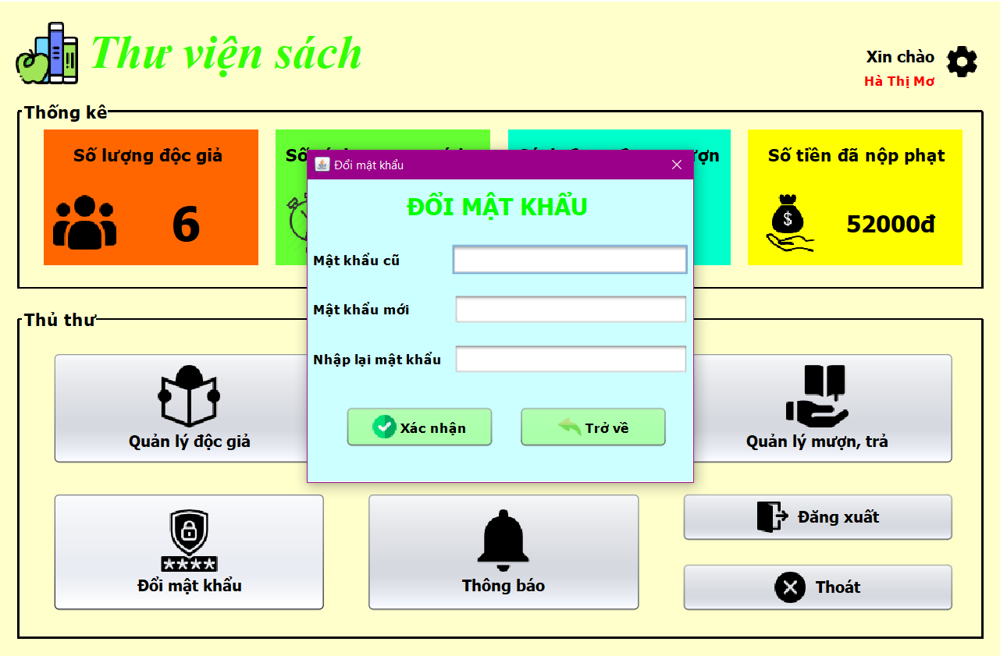 Thư viện sách
Xin chào
Hà Thị Mơ
Thống kê
Số lượng độc giả
6
Số
Số tiền đã nộp phạt
$
52000đ
Đổi mật khẩu
ĐỔI MẬT KHẨU
Mật khẩu cũ
Mật khẩu mới
Nhập lại mật khẩu
Xác nhận
Trở về
Thủ thư
Quản lý độc giả
Quản lý mượn, trả
****
Đổi mật khẩu
Thông báo
Đăng xuất
Thoát